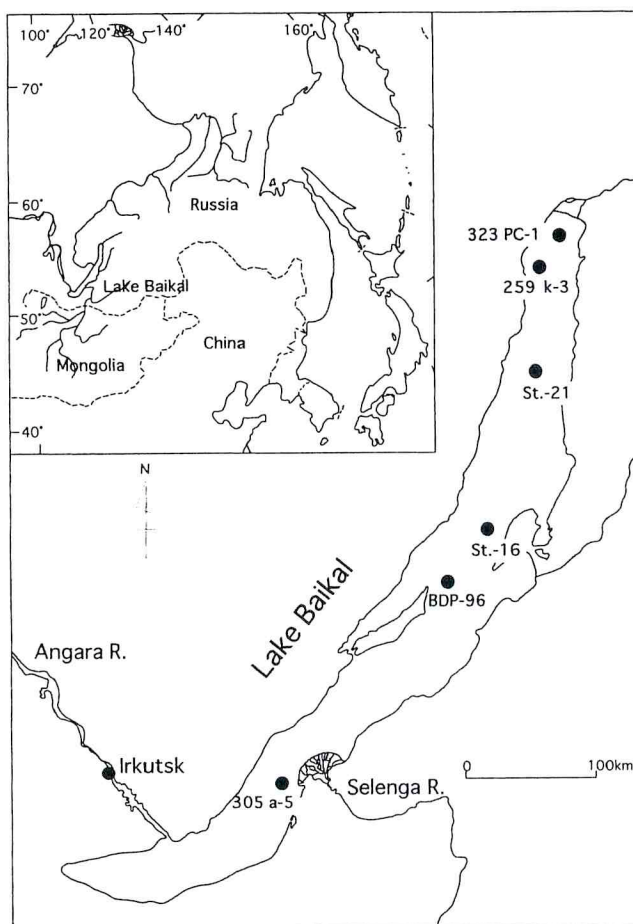 100° 120° 140° 160°
70°
60°
Russia
Lake Baikal
50°
China
Mongolia
40°
N
323 PC-1
259 k-3
St.-21
St.-16
BDP-96
Lake Baikal
Angara R.
Irkutsk
0 100km
305 a-5
Selenga R.